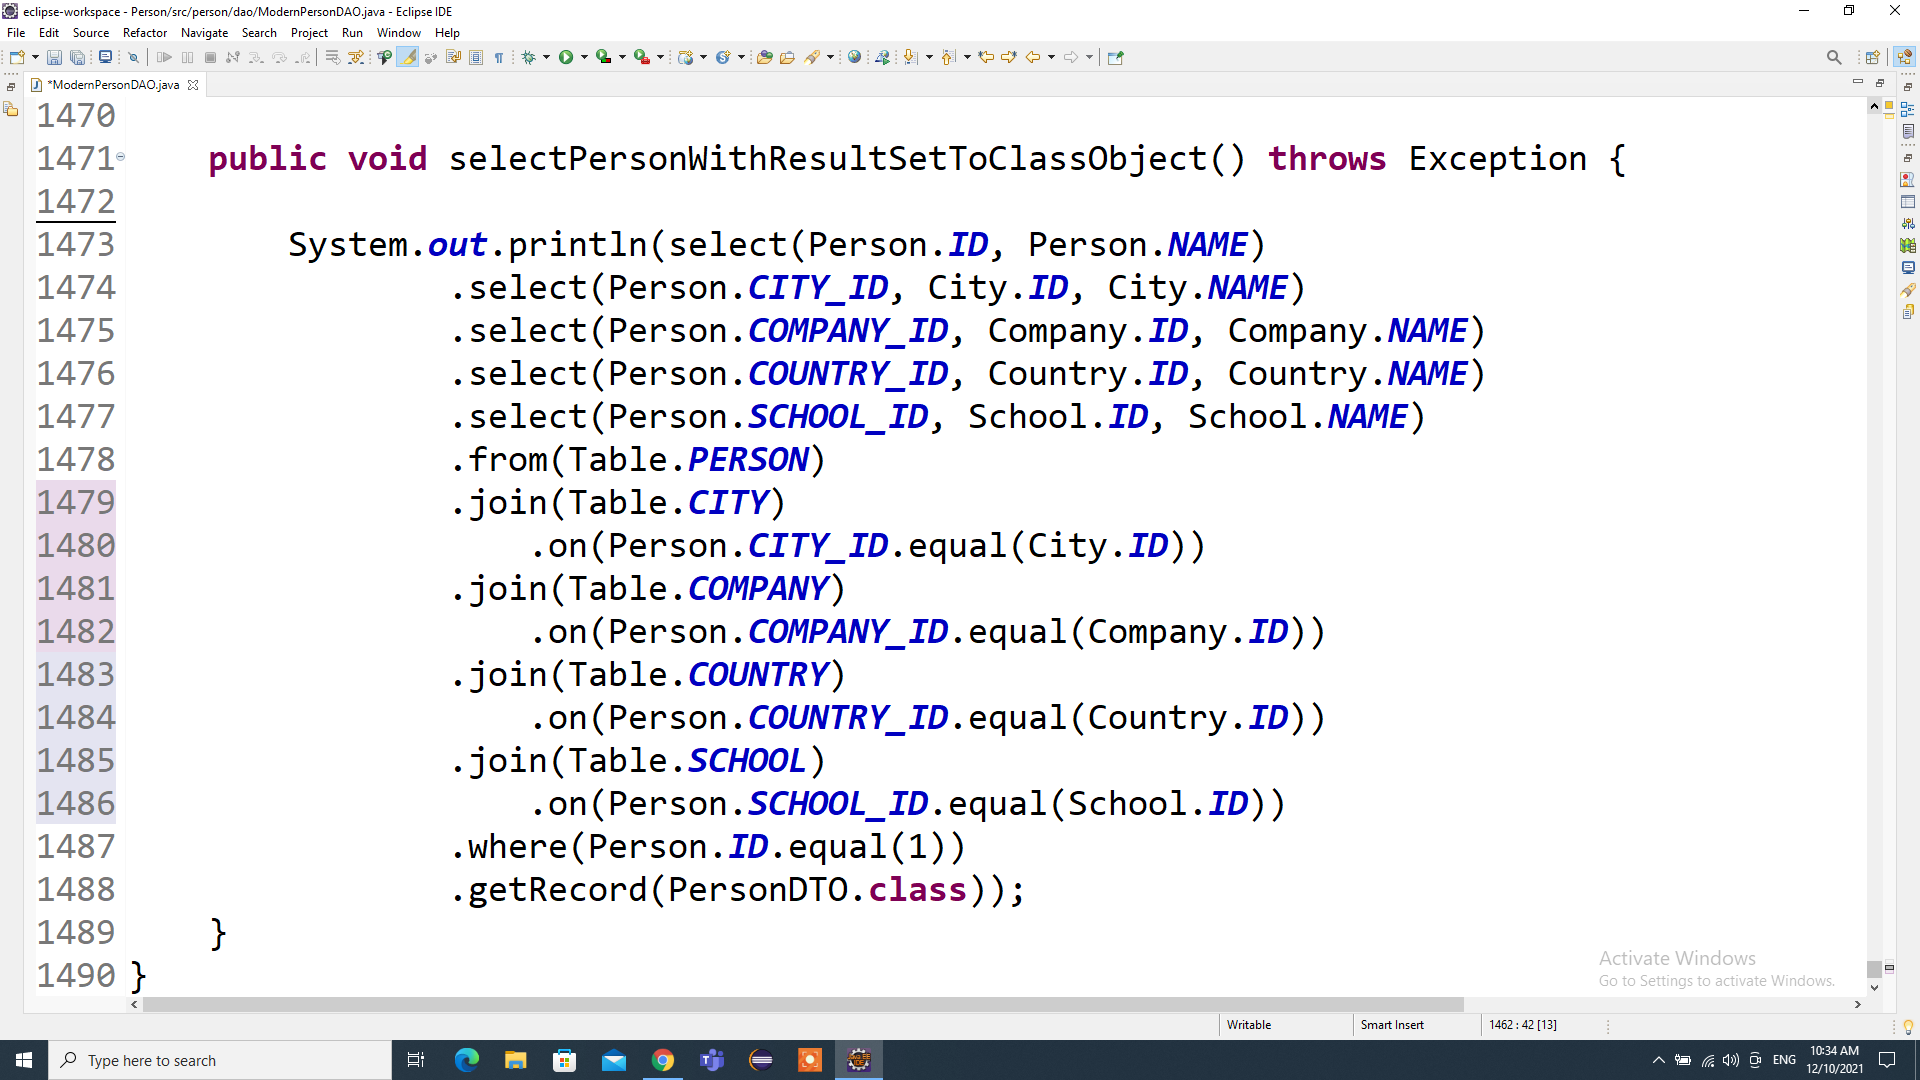 eclipse-workspace - Person/src/person/dao/ModernPersonDAO.java - Eclipse IDE
File Edit Source Refactor Navigate Search Project Run Window Help
*ModernPersonDAO.java
1470
1471 public void selectPersonWithResultSetToClassObject() throws Exception {
1472
1473 System.out.println(select(Person.ID, Person.NAME)
1474 .select(Person.CITY_ID, City.ID, City.NAME)
1475 .select(Person.COMPANY_ID, Company.ID, Company.NAME)
1476 .select(Person.COUNTRY_ID, Country.ID, Country.NAME)
1477 .select(Person.SCHOOL_ID, School.ID, School.NAME)
1478 .from(Table.PERSON)
1479 .join(Table.CITY)
1480 .on(Person.CITY_ID.equal(City.ID))
1481 .join(Table.COMPANY)
1482 .on(Person.COMPANY_ID.equal(Company.ID))
1483 .join(Table.COUNTRY)
1484 .on(Person.COUNTRY_ID.equal(Country.ID))
1485 .join(Table.SCHOOL)
1486 .on(Person.SCHOOL_ID.equal(School.ID))
1487 .where(Person.ID.equal(1))
1488 .getRecord(PersonDTO.class));
1489 }
1490 }
Activate Windows
Go to Settings to activate Windows.
Writable Smart Insert 1462 : 42 [13]
Type here to search
ENG
10:34 AM
12/10/2021